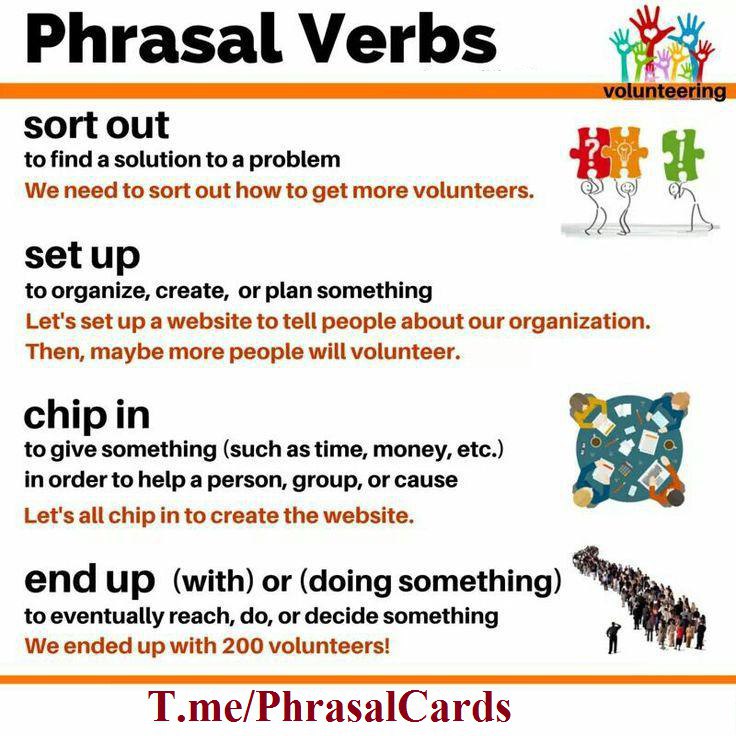 Phrasal Verbs
volunteering
sort out
to find a solution to a problem
We need to sort out how to get more volunteers.
? !
set up
to organize, create, or plan something
Let's set up a website to tell people about our organization.
Then, maybe more people will volunteer.
chip in
to give something (such as time, money, etc.)
in order to help a person, group, or cause
Let's all chip in to create the website.
end up (with) or (doing something)
to eventually reach, do, or decide something
We ended up with 200 volunteers!
T.me/PhrasalCards